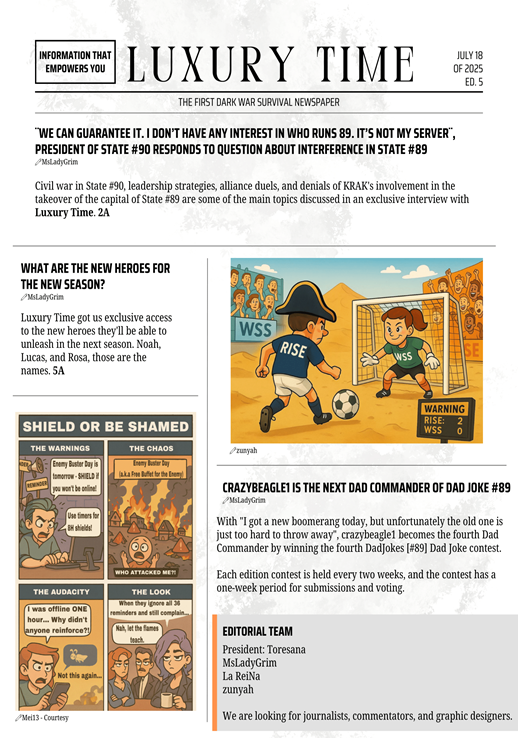 INFORMATION THAT
EMPOWERS YOU
LUXURY TIME
JULY 18
OF 2025
ED. 5
THE FIRST DARK WAR SURVIVAL NEWSPAPER
¨WE CAN GUARANTEE IT. I DON'T HAVE ANY INTEREST IN WHO RUNS 89. IT'S NOT MY SERVER¨,
PRESIDENT OF STATE #90 RESPONDS TO QUESTION ABOUT INTERFERENCE IN STATE #89
MsLadyGrim
Civil war in State #90, leadership strategies, alliance duels, and denials of KRAK's involvement in the
takeover of the capital of State #89 are some of the main topics discussed in an exclusive interview with
Luxury Time. 2A
WHAT ARE THE NEW HEROES FOR
THE NEW SEASON?
MsLadyGrim
Luxury Time got us exclusive access
to the new heroes they'll be able to
unleash in the next season. Noah,
Lucas, and Rosa, those are the
names. 5A
WSS
RISE
WSS
SE
WARNING
RISE: 2
WSS 0
zunyah
SHIELD OR BE SHAMED
THE WARNINGS
REMINDER
Enemy Buster Day is
tomorrow - SHIELD if
you won't be online!
Use timers for
8H shields!
THE CHAOS
Enemy Buster Day
(a.k.a Free Buffet for the Enemy)
WHO ATTACKED ME?!
THE AUDACITY
I was offline ONE
hour... Why didn't
anyone reinforce?!
Not this again...
THE LOOK
When they ignore all 36
reminders and still complain...
Nah, let the flames
teach.
Mei13 - Courtesy
CRAZYBEAGLE1 IS THE NEXT DAD COMMANDER OF DAD JOKE #89
MsLadyGrim
With "I got a new boomerang today, but unfortunately the old one is
just too hard to throw away", crazybeagle1 becomes the fourth Dad
Commander by winning the fourth DadJokes [#89] Dad Joke contest.
Each edition contest is held every two weeks, and the contest has a
one-week period for submissions and voting.
EDITORIAL TEAM
President: Toresana
MsLadyGrim
La ReiNa
zunyah
We are looking for journalists, commentators, and graphic designers.